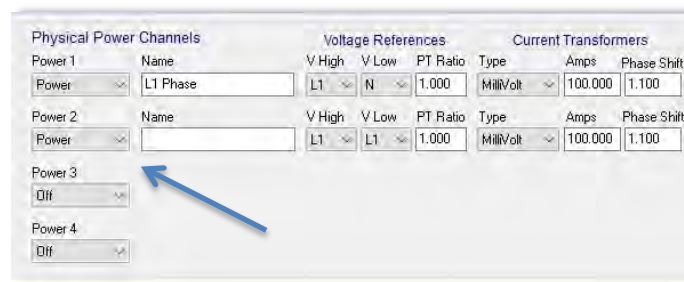 Physical Power Channels Voltage References Current Transformers
Power 1 Name V High V Low PT Ratio Type Amps Phase Shift
Power L1 Phase L1 N 1.000 MilliVolt 100.000 1.100
Power 2 Name V High V Low PT Ratio Type Amps Phase Shift
Power L1 L1 1.000 MilliVolt 100.000 1.100
Power 3
Off
Power 4
Off